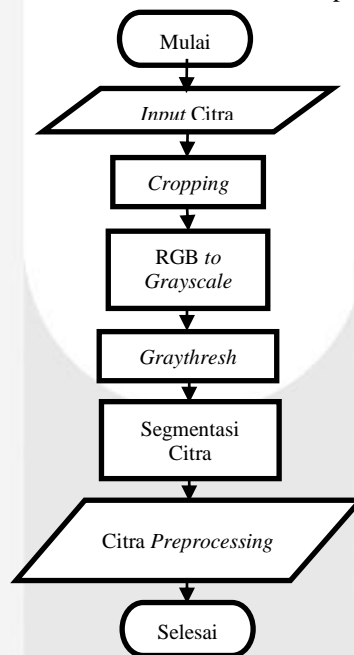 Mulai
Input Citra
Cropping
RGB to
Grayscale
Graythresh
Segmentasi
Citra
Citra Preprocessing
Selesai